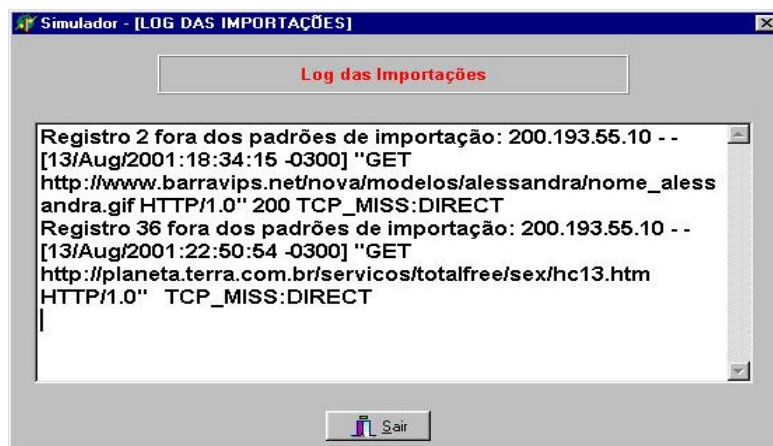 Simulador - [LOG DAS IMPORTAÇÕES]
Log das Importações
Registro 2 fora dos padrões de importação: 200.193.55.10 - -
[13/Aug/2001:18:34:15 -0300] "GET
http://www.barravips.net/nova/modelos/alessandra/nome_aless
andra.gif HTTP/1.0" 200 TCP_MISS:DIRECT
Registro 36 fora dos padrões de importação: 200.193.55.10 - -
[13/Aug/2001:22:50:54 -0300] "GET
http://planeta.terra.com.br/servicos/totalfree/sex/hc13.htm
HTTP/1.0"   TCP_MISS:DIRECT
Sair